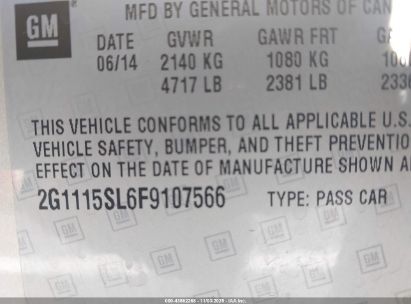 MFD BY GENERAL MOTORS OF CAN
GM
DATE GVWR GAWR FRT
06/14 2140 KG 1080 KG
4717 LB 2381 LB
THIS VEHICLE CONFORMS TO ALL APPLICABLE U.S.
VEHICLE SAFETY, BUMPER, AND THEFT PREVENTIO
EFFECT ON THE DATE OF MANUFACTURE SHOWN A
2G1115SL6F9107566 TYPE: PASS CAR